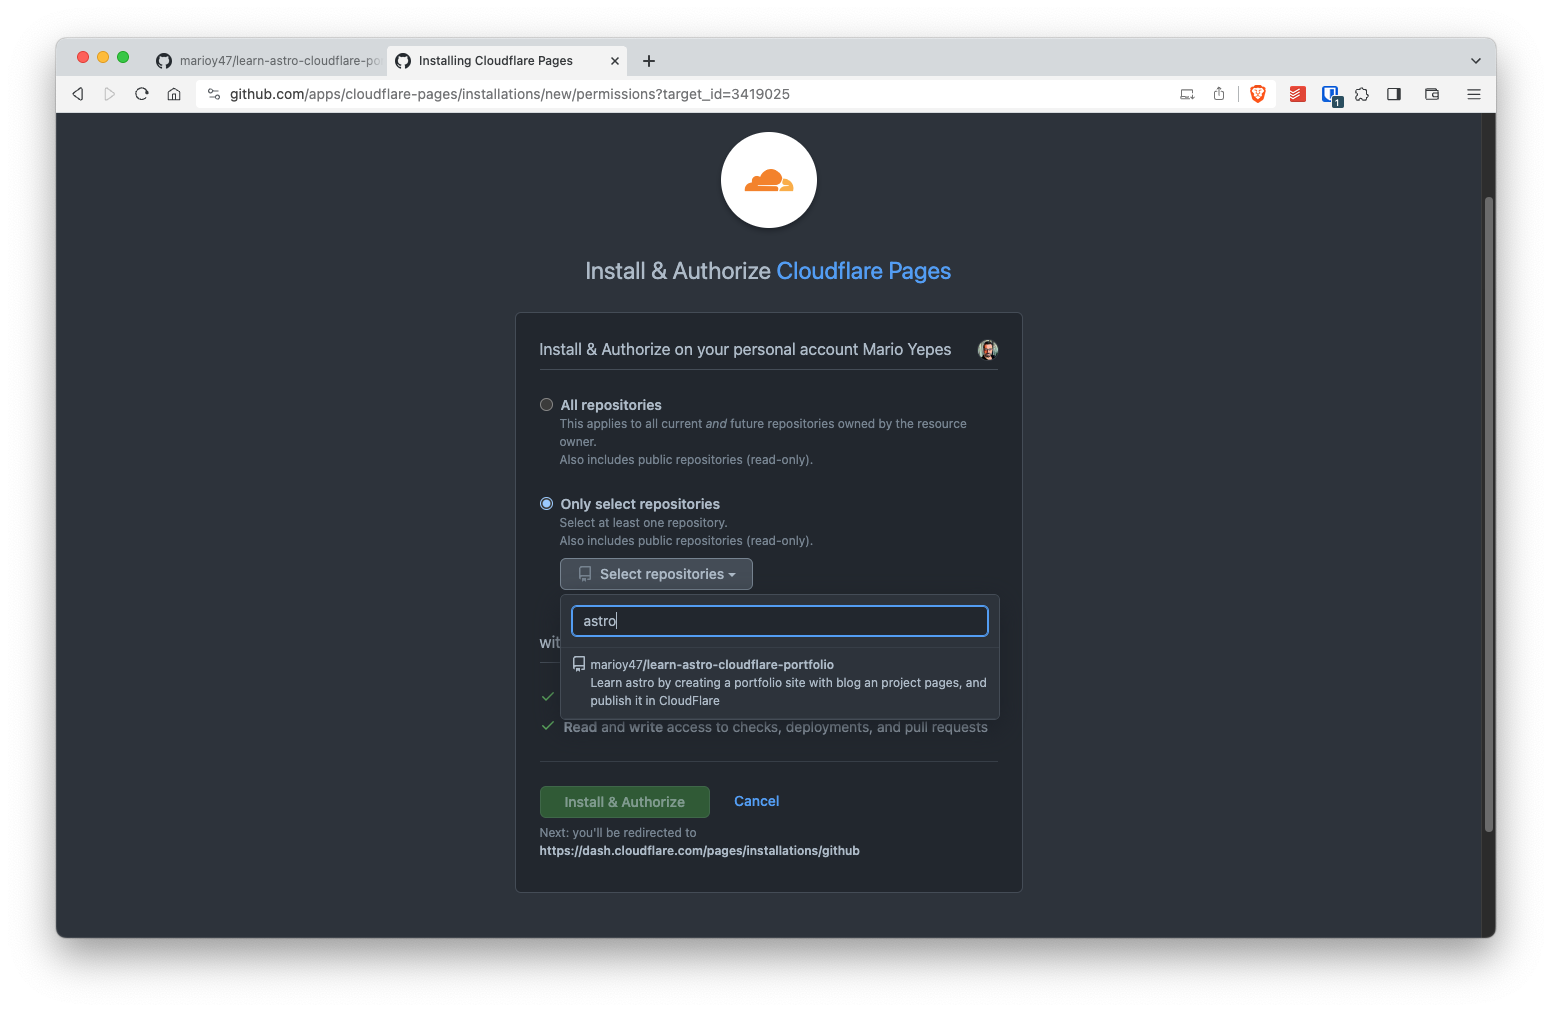 marioy47/learn-astro-cloudflare-po
Installing Cloudflare Pages
github.com/apps/cloudflare-pages/installations/new/permissions?target_id=3419025
1
Install & Authorize Cloudflare Pages
Install & Authorize on your personal account Mario Yepes
All repositories
This applies to all current and future repositories owned by the resource
owner.
Also includes public repositories (read-only).
Only select repositories
Select at least one repository.
Also includes public repositories (read-only).
Select repositories
astro
wit
marioy47/learn-astro-cloudflare-portfolio
Learn astro by creating a portfolio site with blog an project pages, and
publish it in CloudFlare
Read and write access to checks, deployments, and pull requests
Install & Authorize
Cancel
Next: you'll be redirected to
https://dash.cloudflare.com/pages/installations/github